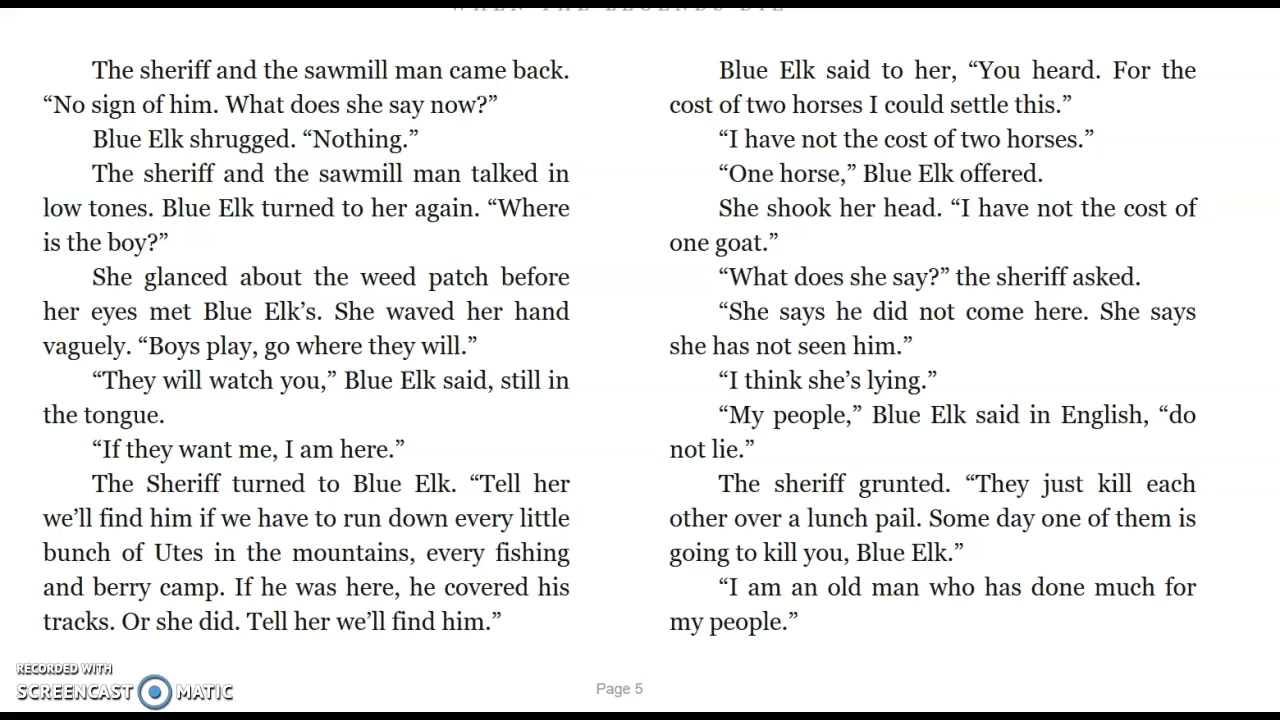 WHEN THE LEGENDS DIE
The sheriff and the sawmill man came back.
“No sign of him. What does she say now?”
Blue Elk shrugged. “Nothing.”
The sheriff and the sawmill man talked in
low tones. Blue Elk turned to her again. “Where
is the boy?”
She glanced about the weed patch before
her eyes met Blue Elk’s. She waved her hand
vaguely. “Boys play, go where they will.”
“They will watch you,” Blue Elk said, still in
the tongue.
“If they want me, I am here.”
The Sheriff turned to Blue Elk. “Tell her
we’ll find him if we have to run down every little
bunch of Utes in the mountains, every fishing
and berry camp. If he was here, he covered his
tracks. Or she did. Tell her we’ll find him.”
Blue Elk said to her, “You heard. For the
cost of two horses I could settle this.”
“I have not the cost of two horses.”
“One horse,” Blue Elk offered.
She shook her head. “I have not the cost of
one goat.”
“What does she say?” the sheriff asked.
“She says he did not come here. She says
she has not seen him.”
“I think she’s lying.”
“My people,” Blue Elk said in English, “do
not lie.”
The sheriff grunted. “They just kill each
other over a lunch pail. Some day one of them is
going to kill you, Blue Elk.”
“I am an old man who has done much for
my people.”
Page 5
RECORDED WITH
SCREENCAST MATIC